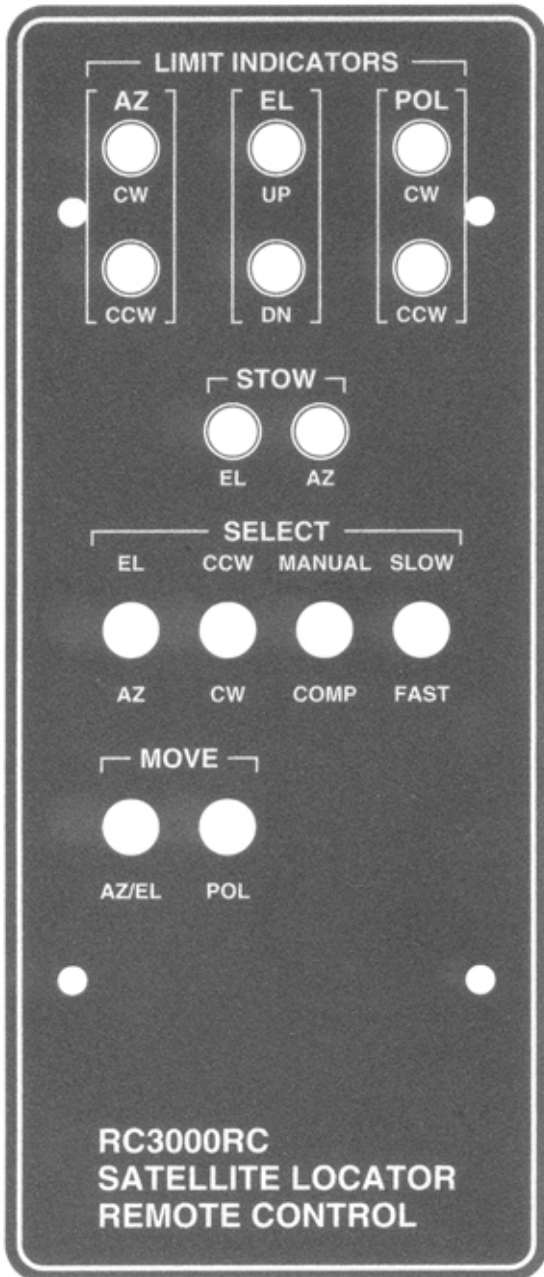 LIMIT INDICATORS
AZ EL POL
CW UP CW
CCW DN CCW
STOW
EL AZ
SELECT
EL CCW MANUAL SLOW
AZ CW COMP FAST
MOVE
AZ/EL POL
RC3000RC
SATELLITE LOCATOR
REMOTE CONTROL